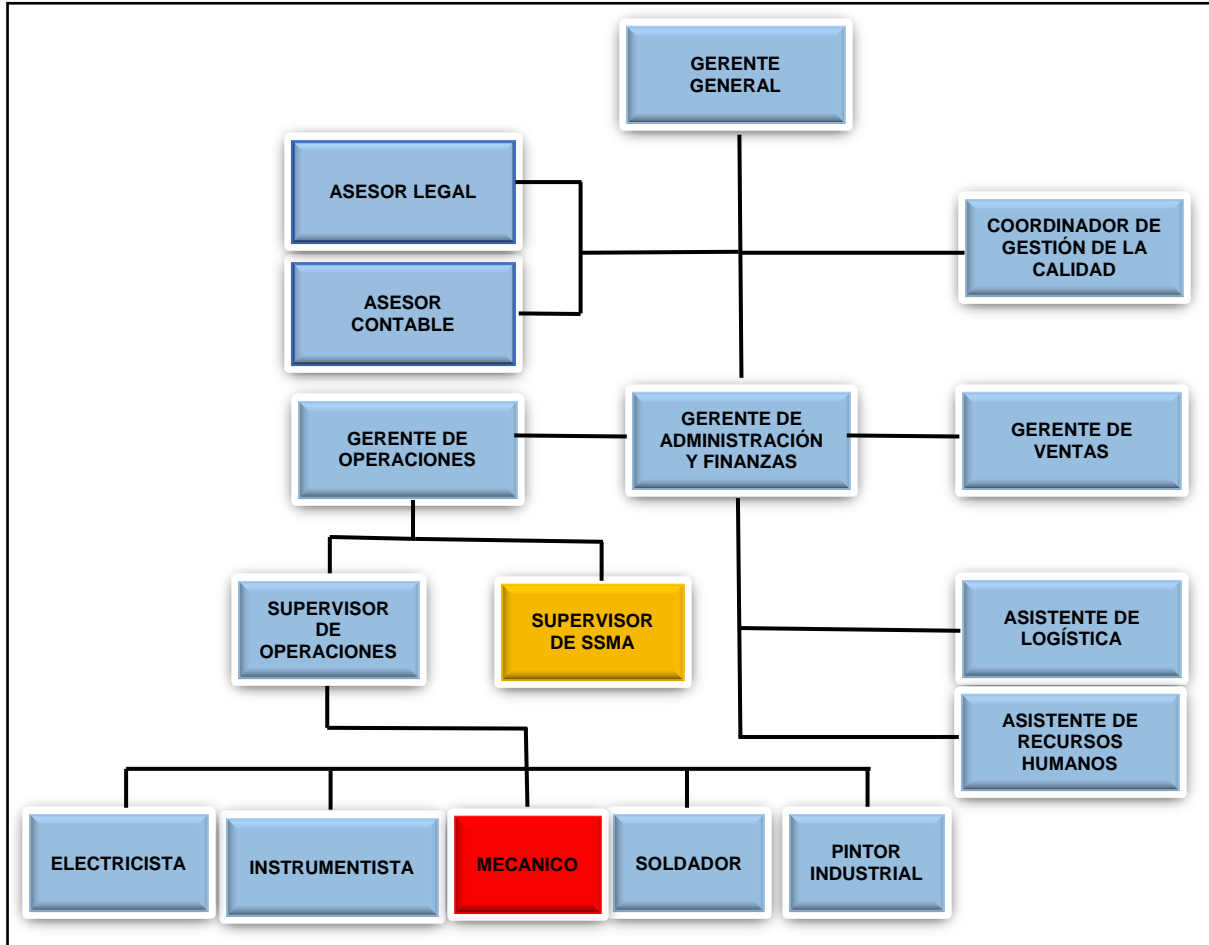 GERENTE
GENERAL
ASESOR LEGAL
COORDINADOR DE
GESTIÓN DE LA
CALIDAD
ASESOR
CONTABLE
GERENTE DE
OPERACIONES
GERENTE DE
ADMINISTRACIÓN
Y FINANZAS
GERENTE DE
VENTAS
SUPERVISOR
DE
OPERACIONES
SUPERVISOR
DE SSMA
ASISTENTE DE
LOGÍSTICA
ASISTENTE DE
RECURSOS
HUMANOS
ELECTRICISTA
INSTRUMENTISTA
MECANICO
SOLDADOR
PINTOR
INDUSTRIAL